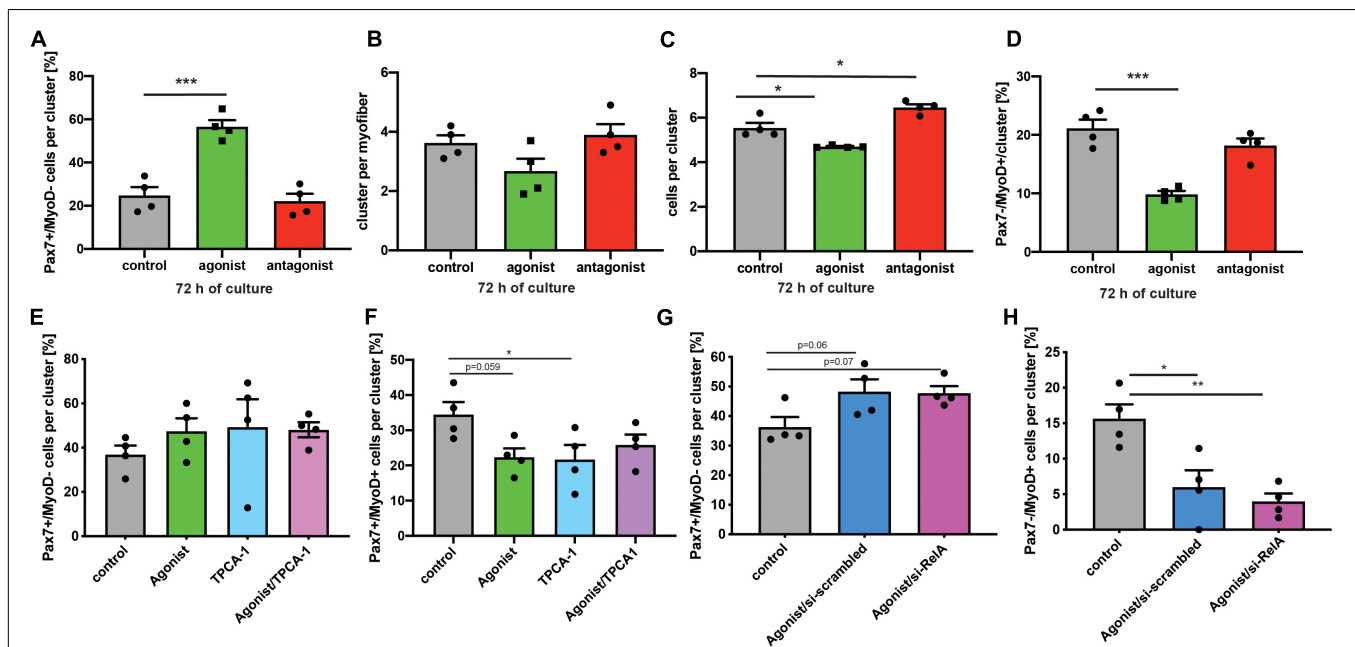 A
Pax7+/MyoD- cells per cluster [%]
80
60
40
20
0
***
control
agonist
antagonist
72 h of culture
B
cluster per myofiber
6
4
2
0
control
agonist
antagonist
72 h of culture
C
cells per cluster
8
6
4
2
0
*
*
control
agonist
antagonist
72 h of culture
D
Pax7-/MyoD+/cluster [%]
30
20
10
0
***
control
agonist
antagonist
72 h of culture
E
Pax7+/MyoD- cells per cluster [%]
80
60
40
20
0
control
Agonist
TPCA-1
Agonist/TPCA-1
F
Pax7+/MyoD+ cells per cluster [%]
50
40
30
20
10
0
*
p=0.059
control
Agonist
TPCA-1
Agonist/TPCA1
G
Pax7+/MyoD- cells per cluster [%]
60
50
40
30
20
10
0
p=0.06
p=0.07
control
Agonist/si-scrambled
Agonist/si-RelA
H
Pax7-/MyoD+ cells per cluster [%]
25
20
15
10
5
0
*
**
control
Agonist/si-scrambled
Agonist/si-RelA